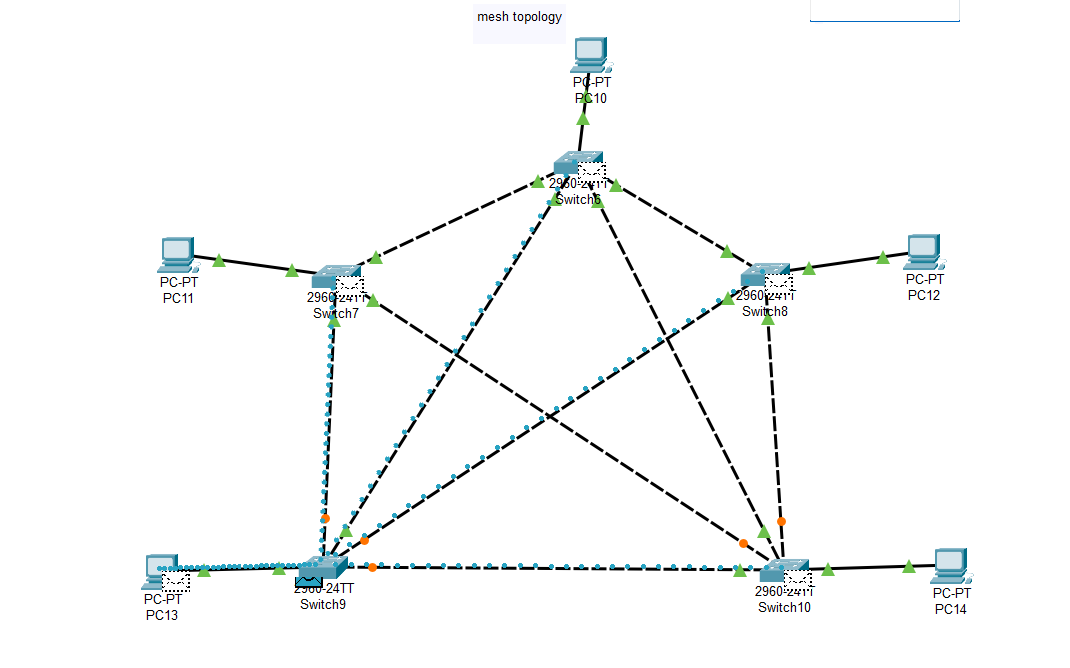 mesh topology
PC-PT
PC10
2960-24TT
Switch6
PC-PT
PC11
2960-24TT
Switch7
2960-24TT
Switch8
PC-PT
PC12
PC-PT
PC13
2960-24TT
Switch9
2960-24TT
Switch10
PC-PT
PC14